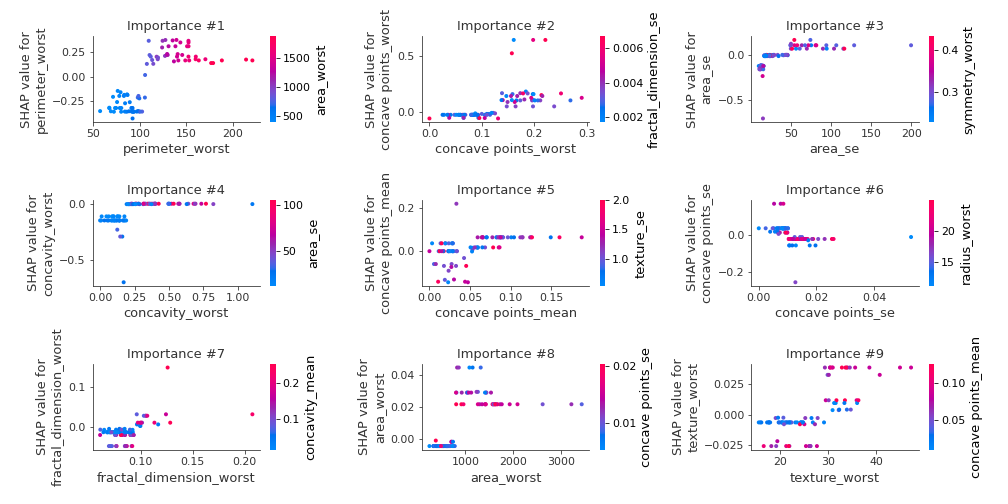 Importance #1
SHAP value for
perimeter_worst
0.25
0.00
−0.25
50
100
150
200
perimeter_worst
1500
1000
500
area_worst
Importance #2
SHAP value for
concave points_worst
0.5
0.0
0.0
0.1
0.2
0.3
concave points_worst
0.006
0.004
0.002
fractal_dimension_se
Importance #3
SHAP value for
area_se
0.0
−0.5
50
100
150
200
area_se
0.4
0.3
symmetry_worst
Importance #4
SHAP value for
concavity_worst
0.0
−0.5
0.00
0.25
0.50
0.75
1.00
concavity_worst
100
50
area_se
Importance #5
SHAP value for
concave points_mean
0.2
0.0
0.00
0.05
0.10
0.15
concave points_mean
2.0
1.5
1.0
texture_se
Importance #6
SHAP value for
concave points_se
0.0
−0.2
0.00
0.02
0.04
concave points_se
20
15
radius_worst
Importance #7
SHAP value for
fractal_dimension_worst
0.1
0.0
0.10
0.15
0.20
fractal_dimension_worst
0.2
0.1
concavity_mean
Importance #8
SHAP value for
area_worst
0.04
0.02
0.00
1000
2000
3000
area_worst
0.02
0.01
concave points_se
Importance #9
SHAP value for
texture_worst
0.025
0.000
−0.025
20
30
40
texture_worst
0.10
0.05
concave points_mean